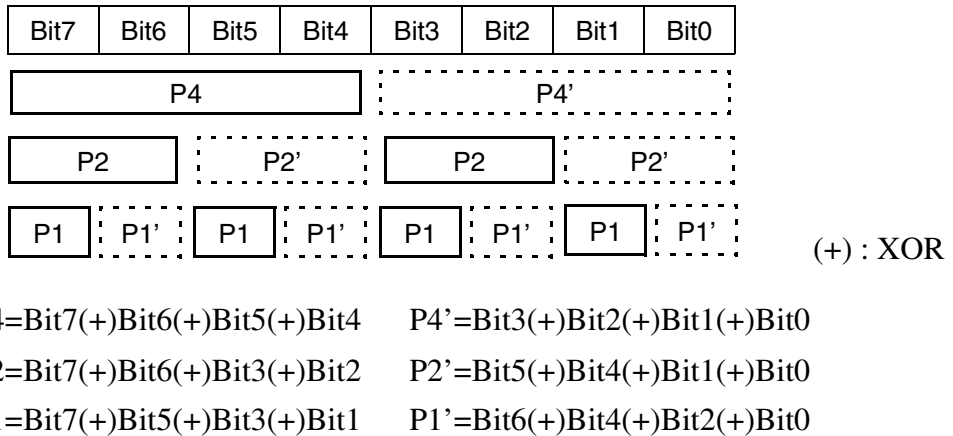 Bit7 Bit6 Bit5 Bit4 Bit3 Bit2 Bit1 Bit0
P4 P4’
P2 P2’ P2 P2’
P1 P1’ P1 P1’ P1 P1’ P1 P1’
(+) : XOR
4=Bit7(+)Bit6(+)Bit5(+)Bit4 P4’=Bit3(+)Bit2(+)Bit1(+)Bit0
2=Bit7(+)Bit6(+)Bit3(+)Bit2 P2’=Bit5(+)Bit4(+)Bit1(+)Bit0
=Bit7(+)Bit5(+)Bit3(+)Bit1 P1’=Bit6(+)Bit4(+)Bit2(+)Bit0